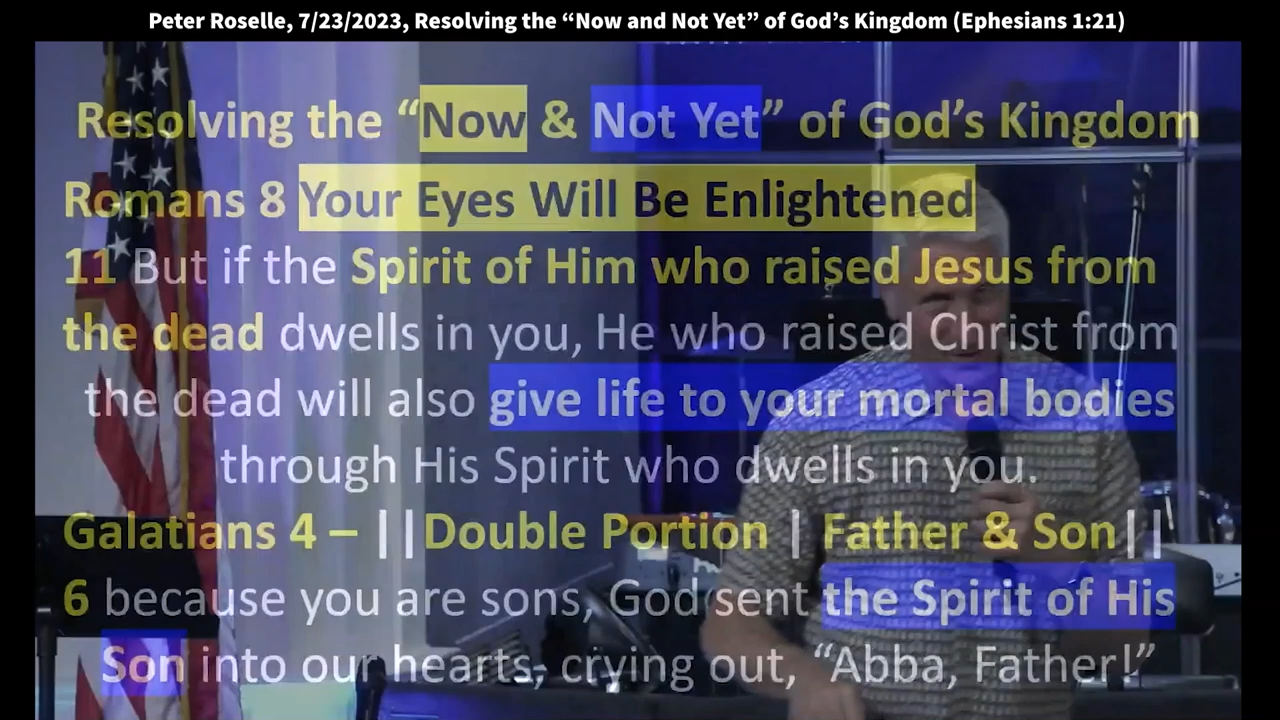 Peter Roselle, 7/23/2023, Resolving the “Now and Not Yet” of God’s Kingdom (Ephesians 1:21)
Resolving the “Now & Not Yet” of God’s Kingdom
Romans 8 Your Eyes Will Be Enlightened
11 But if the Spirit of Him who raised Jesus from
the dead dwells in you, He who raised Christ from
the dead will also give life to your mortal bodies
through His Spirit who dwells in you.
Galatians 4 – ||Double Portion | Father & Son||
6 because you are sons, God sent the Spirit of His
Son into our hearts, crying out, “Abba, Father!”